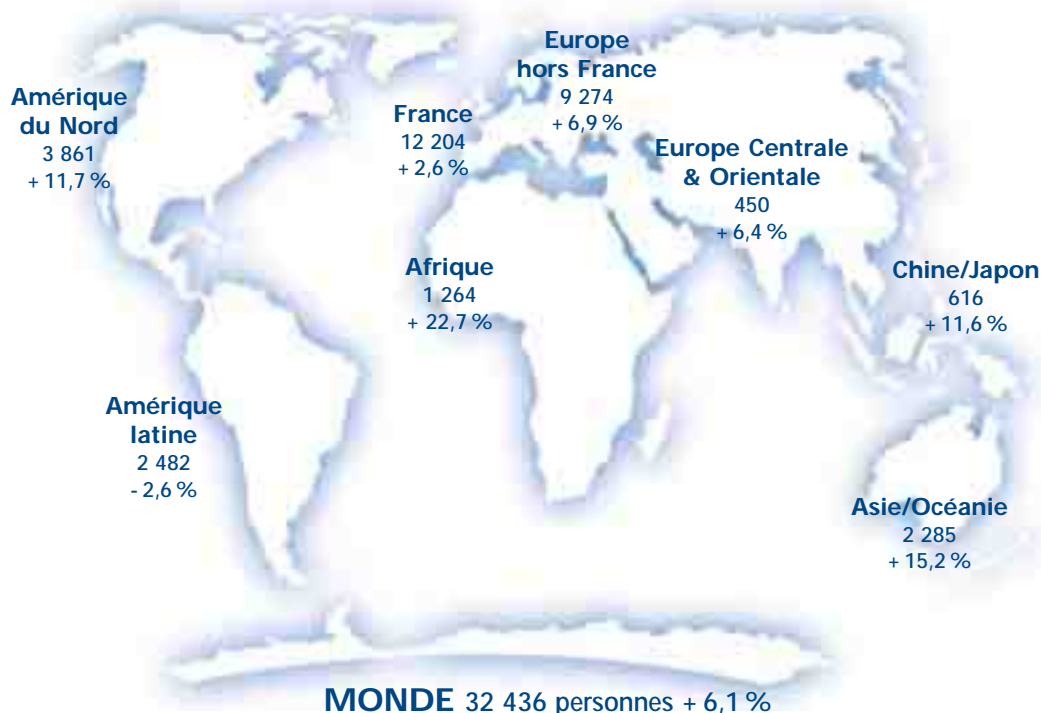 Europe
hors France
9 274
+ 6,9 %
Amérique
du Nord
3 861
+ 11,7 %
France
12 204
+ 2,6 %
Europe Centrale
& Orientale
450
+ 6,4 %
Afrique
1 264
+ 22,7 %
Chine/Japon
616
+ 11,6 %
Amérique
latine
2 482
- 2,6 %
Asie/Océanie
2 285
+ 15,2 %
MONDE 32 436 personnes + 6,1 %